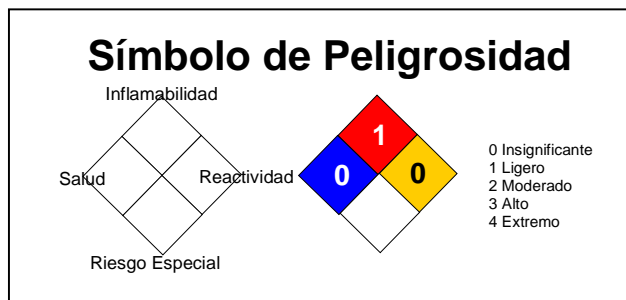 Símbolo de Peligrosidad
Inflamabilidad
Salud
Reactividad
Riesgo Especial
1
0
0
0 Insignificante
1 Ligero
2 Moderado
3 Alto
4 Extremo